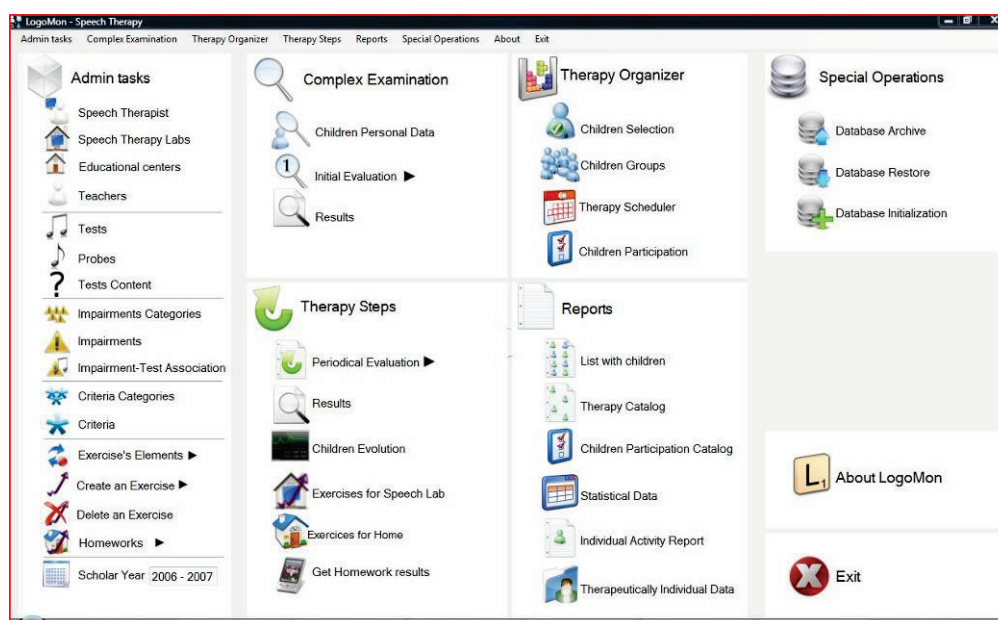 LogoMon - Speech Therapy
Admin tasks Complex Examination Therapy Organizer Therapy Steps Reports Special Operations About Exit
Admin tasks
Speech Therapist
Speech Therapy Labs
Educational centers
Teachers
Tests
Probes
Tests Content
Impairments Categories
Impairments
Impairment-Test Association
Criteria Categories
Criteria
Exercise's Elements
Create an Exercise
Delete an Exercise
Homeworks
Scholar Year 2006 - 2007
Complex Examination
Children Personal Data
1
Initial Evaluation
Results
Therapy Steps
Periodical Evaluation
Results
Children Evolution
Exercises for Speech Lab
Exercices for Home
Get Homework results
Therapy Organizer
Children Selection
Children Groups
Therapy Scheduler
Children Participation
Reports
List with children
Therapy Catalog
Children Participation Catalog
Statistical Data
Individual Activity Report
Therapeutically Individual Data
Special Operations
Database Archive
Database Restore
Database Initialization
L1
About LogoMon
Exit